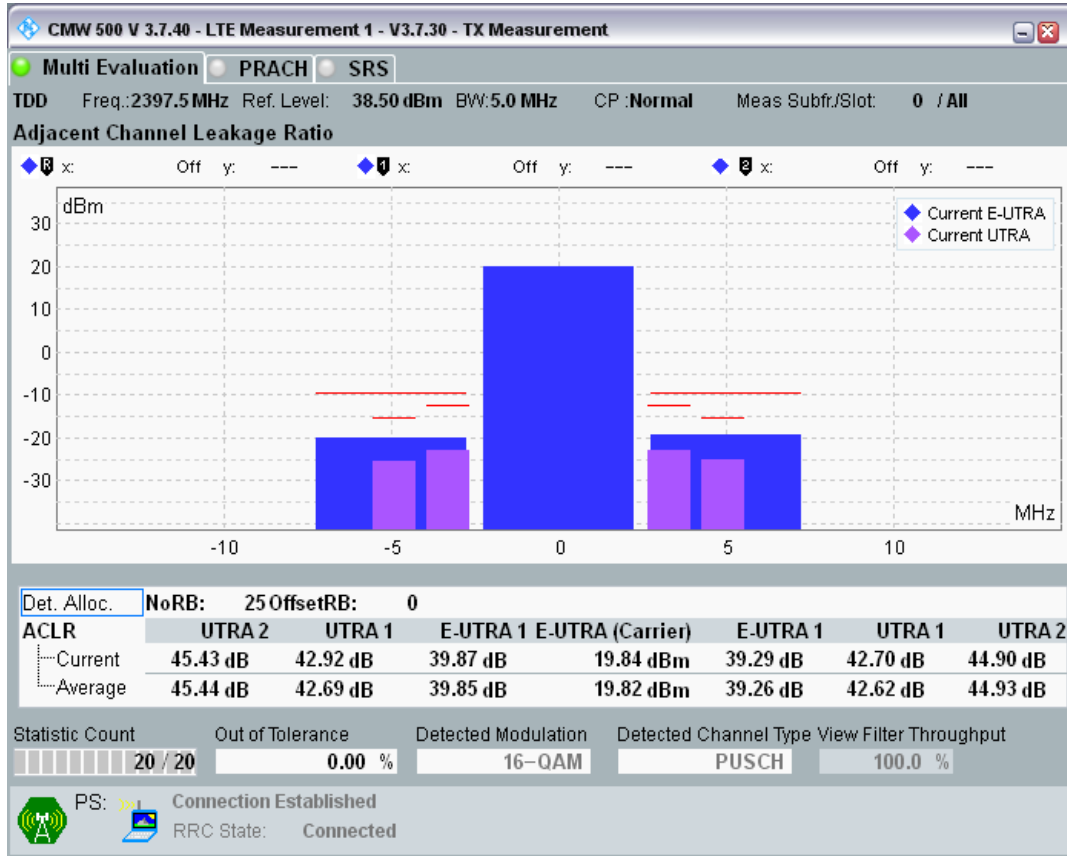 CMW 500 V 3.7.40 - LTE Measurement 1 - V3.7.30 - TX Measurement
Multi Evaluation PRACH SRS
TDD Freq.:2397.5 MHz Ref. Level: 38.50 dBm BW:5.0 MHz CP :Normal Meas Subfr./Slot: 0 / All
Adjacent Channel Leakage Ratio
R x: Off y: --- 1 x: Off y: --- 2 x: Off y: ---
dBm
Current E-UTRA
Current UTRA
30
20
10
0
-10
-20
-30
MHz
-10 -5 0 5 10
Det. Alloc. NoRB: 25 OffsetRB: 0
ACLR UTRA 2 UTRA 1 E-UTRA 1 E-UTRA (Carrier) E-UTRA 1 UTRA 1 UTRA 2
Current 45.43 dB 42.92 dB 39.87 dB 19.84 dBm 39.29 dB 42.70 dB 44.90 dB
Average 45.44 dB 42.69 dB 39.85 dB 19.82 dBm 39.26 dB 42.62 dB 44.93 dB
Statistic Count Out of Tolerance Detected Modulation Detected Channel Type View Filter Throughput
20 / 20 0.00 % 16-QAM PUSCH 100.0 %
PS: Connection Established
RRC State: Connected